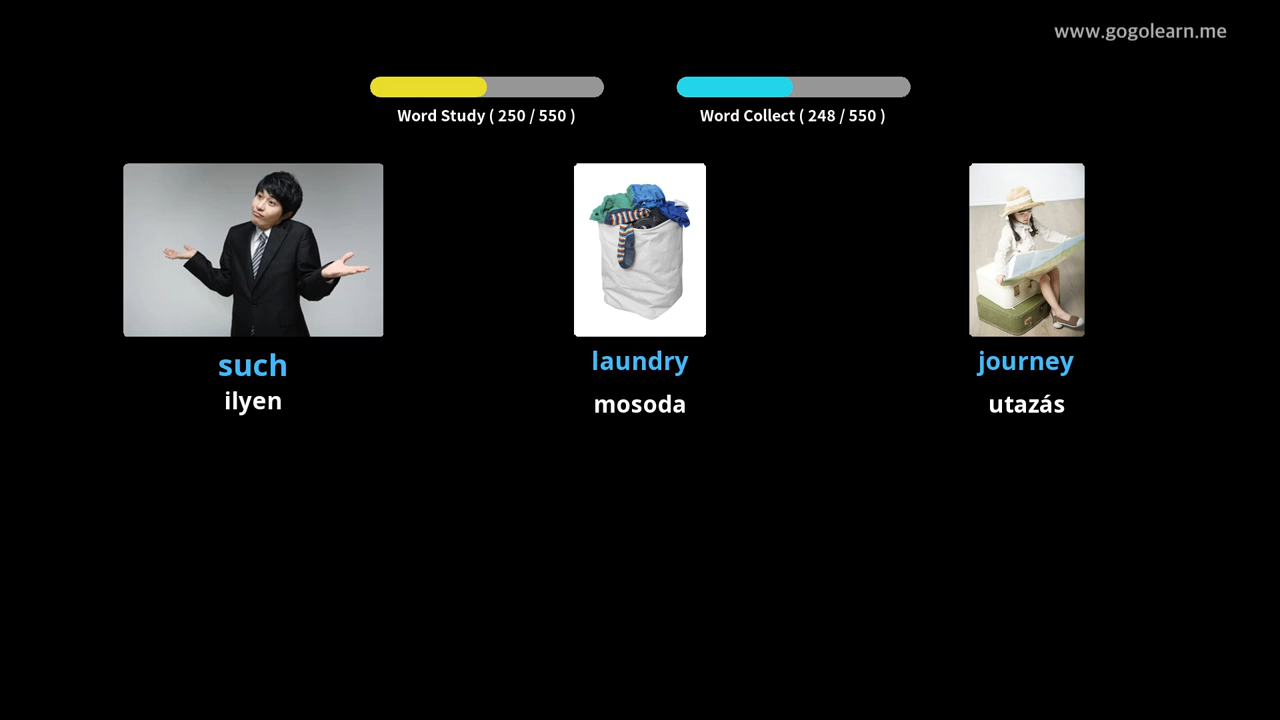 www.gogolearn.me
Word Study ( 250 / 550 )
Word Collect ( 248 / 550 )
such
ilyen
laundry
mosoda
journey
utazás